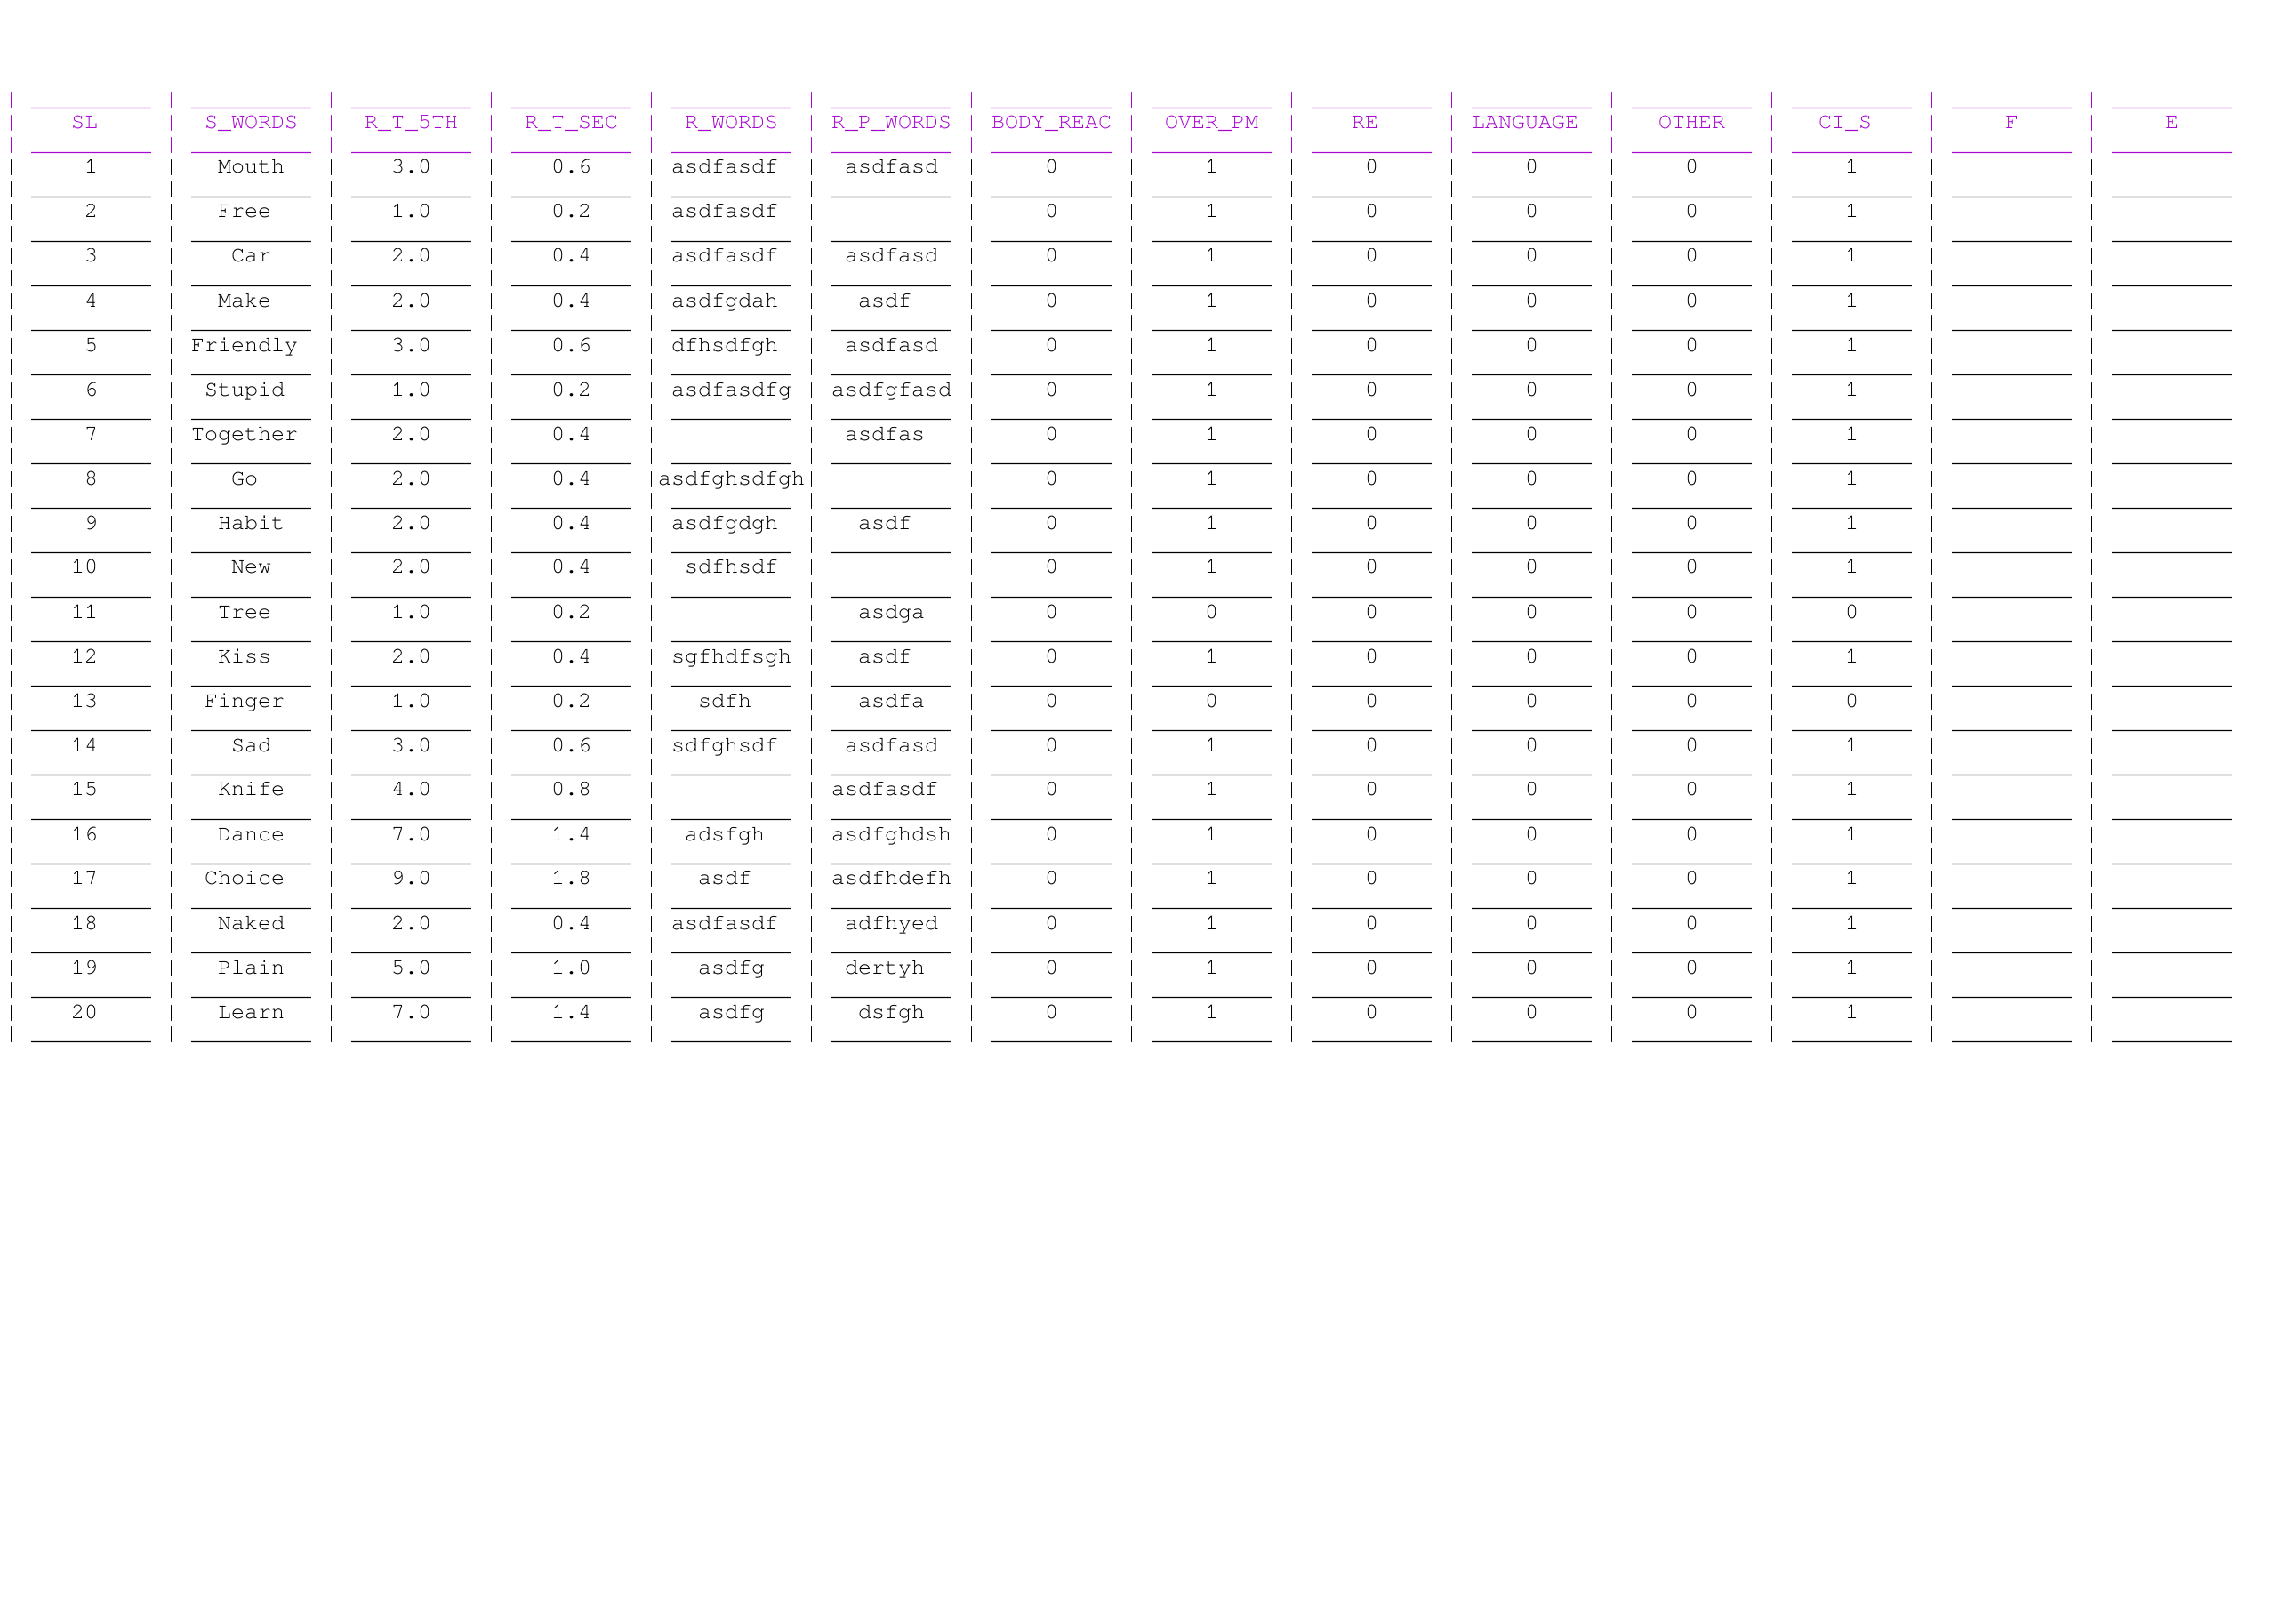 SL S_WORDS R_T_5TH R_T_SEC R_WORDS R_P_WORDS BODY_REAC OVER_PM RE LANGUAGE OTHER CI_S F E
1 Mouth 3.0 0.6 asdfasdf asdfasd 0 1 0 0 0 1
2 Free 1.0 0.2 asdfasdf 0 1 0 0 0 1
3 Car 2.0 0.4 asdfasdf asdfasd 0 1 0 0 0 1
4 Make 2.0 0.4 asdfgdah asdf 0 1 0 0 0 1
5 Friendly 3.0 0.6 dfhsdfgh asdfasd 0 1 0 0 0 1
6 Stupid 1.0 0.2 asdfasdfg asdfgfasd 0 1 0 0 0 1
7 Together 2.0 0.4 asdfas 0 1 0 0 0 1
8 Go 2.0 0.4 asdfghsdfgh 0 1 0 0 0 1
9 Habit 2.0 0.4 asdfgdgh asdf 0 1 0 0 0 1
10 New 2.0 0.4 sdfhsdf 0 1 0 0 0 1
11 Tree 1.0 0.2 asdga 0 0 0 0 0 0
12 Kiss 2.0 0.4 sgfhdfsgh asdf 0 1 0 0 0 1
13 Finger 1.0 0.2 sdfh asdfa 0 0 0 0 0 0
14 Sad 3.0 0.6 sdfghsdf asdfasd 0 1 0 0 0 1
15 Knife 4.0 0.8 asdfasdf 0 1 0 0 0 1
16 Dance 7.0 1.4 adsfgh asdfghdsh 0 1 0 0 0 1
17 Choice 9.0 1.8 asdf asdfhdefh 0 1 0 0 0 1
18 Naked 2.0 0.4 asdfasdf adfhyed 0 1 0 0 0 1
19 Plain 5.0 1.0 asdfg dertyh 0 1 0 0 0 1
20 Learn 7.0 1.4 asdfg dsfgh 0 1 0 0 0 1